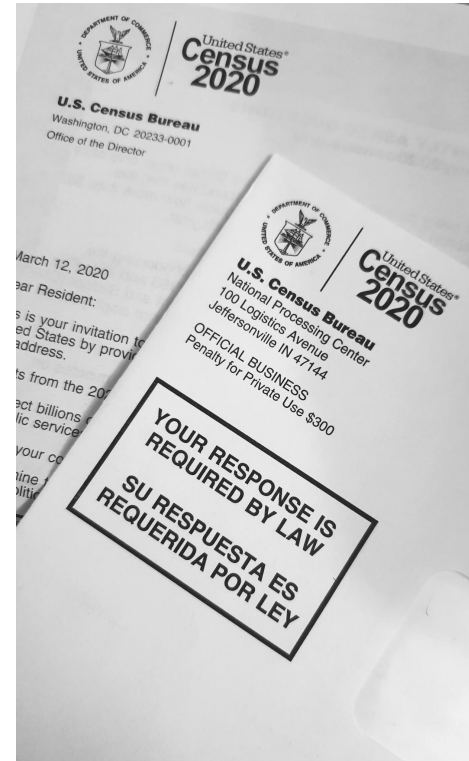 DEPARTMENT OF COMMERCE
UNITED STATES OF AMERICA
United States®
Census
2020
U.S. Census Bureau
Washington, DC 20233-0001
Office of the Director
March 12, 2020
ear Resident:
s is your invitation to
ed States by provi
address.
ts from the 20
ect billions
lic service
your co
nine
olitic
DEPARTMENT OF COMMERCE
UNITED STATES OF AMERICA
United States®
Census
2020
U.S. Census Bureau
National Processing Center
100 Logistics Avenue
Jeffersonville IN 47144
OFFICIAL BUSINESS
Penalty for Private Use $300
YOUR RESPONSE IS
REQUIRED BY LAW
SU RESPUESTA ES
REQUERIDA POR LEY